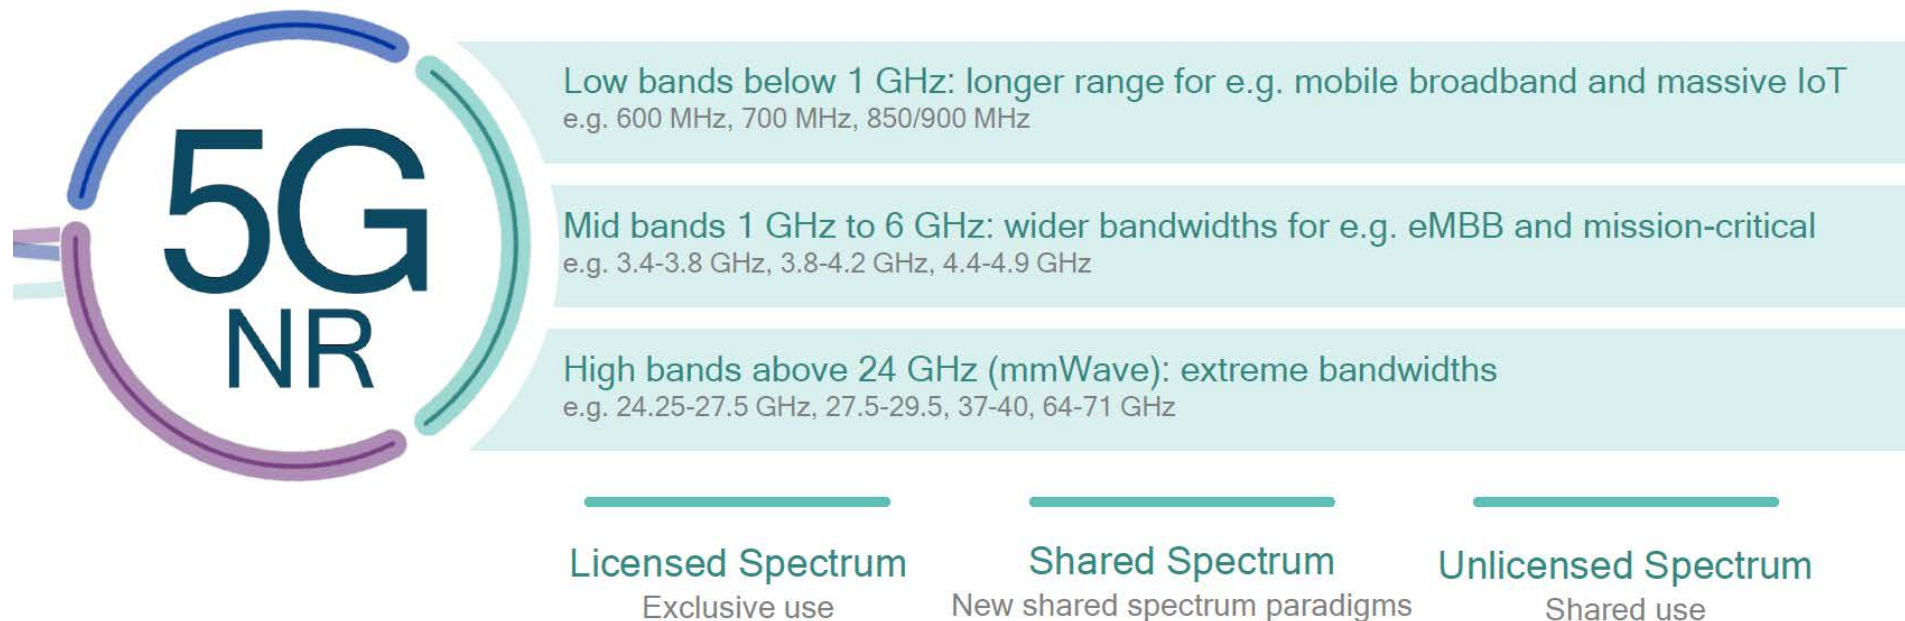 5G
NR
Low bands below 1 GHz: longer range for e.g. mobile broadband and massive IoT
e.g. 600 MHz, 700 MHz, 850/900 MHz
Mid bands 1 GHz to 6 GHz: wider bandwidths for e.g. eMBB and mission-critical
e.g. 3.4-3.8 GHz, 3.8-4.2 GHz, 4.4-4.9 GHz
High bands above 24 GHz (mmWave): extreme bandwidths
e.g. 24.25-27.5 GHz, 27.5-29.5, 37-40, 64-71 GHz
Licensed Spectrum
Exclusive use
Shared Spectrum
New shared spectrum paradigms
Unlicensed Spectrum
Shared use